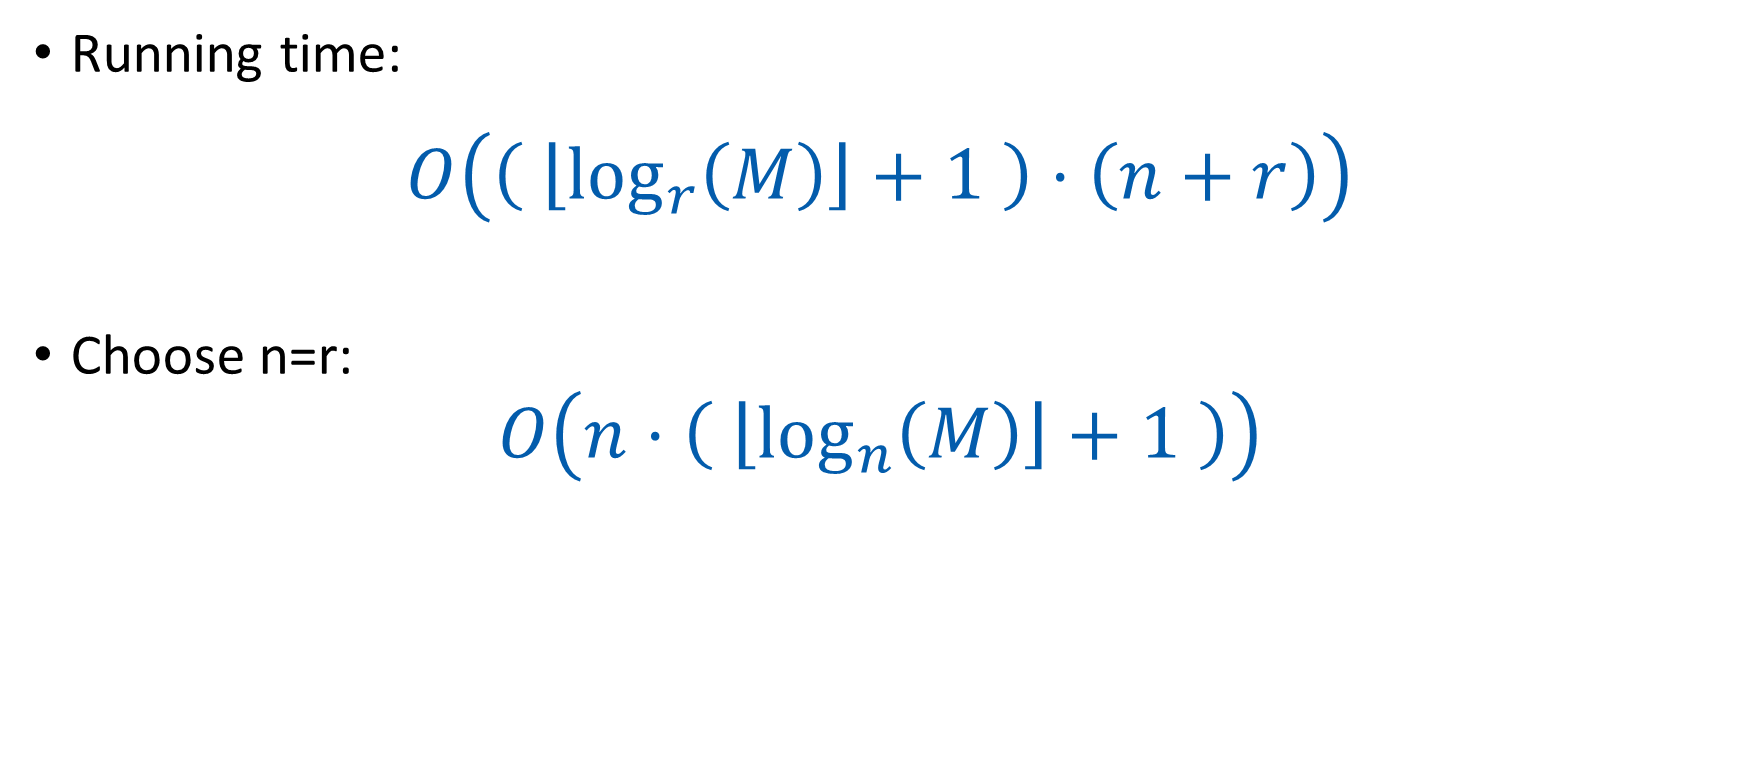 • Running time:
O(( ⌊log_r(M)⌋ + 1 ) · (n + r))
• Choose n=r:
O(n · ( ⌊log_n(M)⌋ + 1 ))